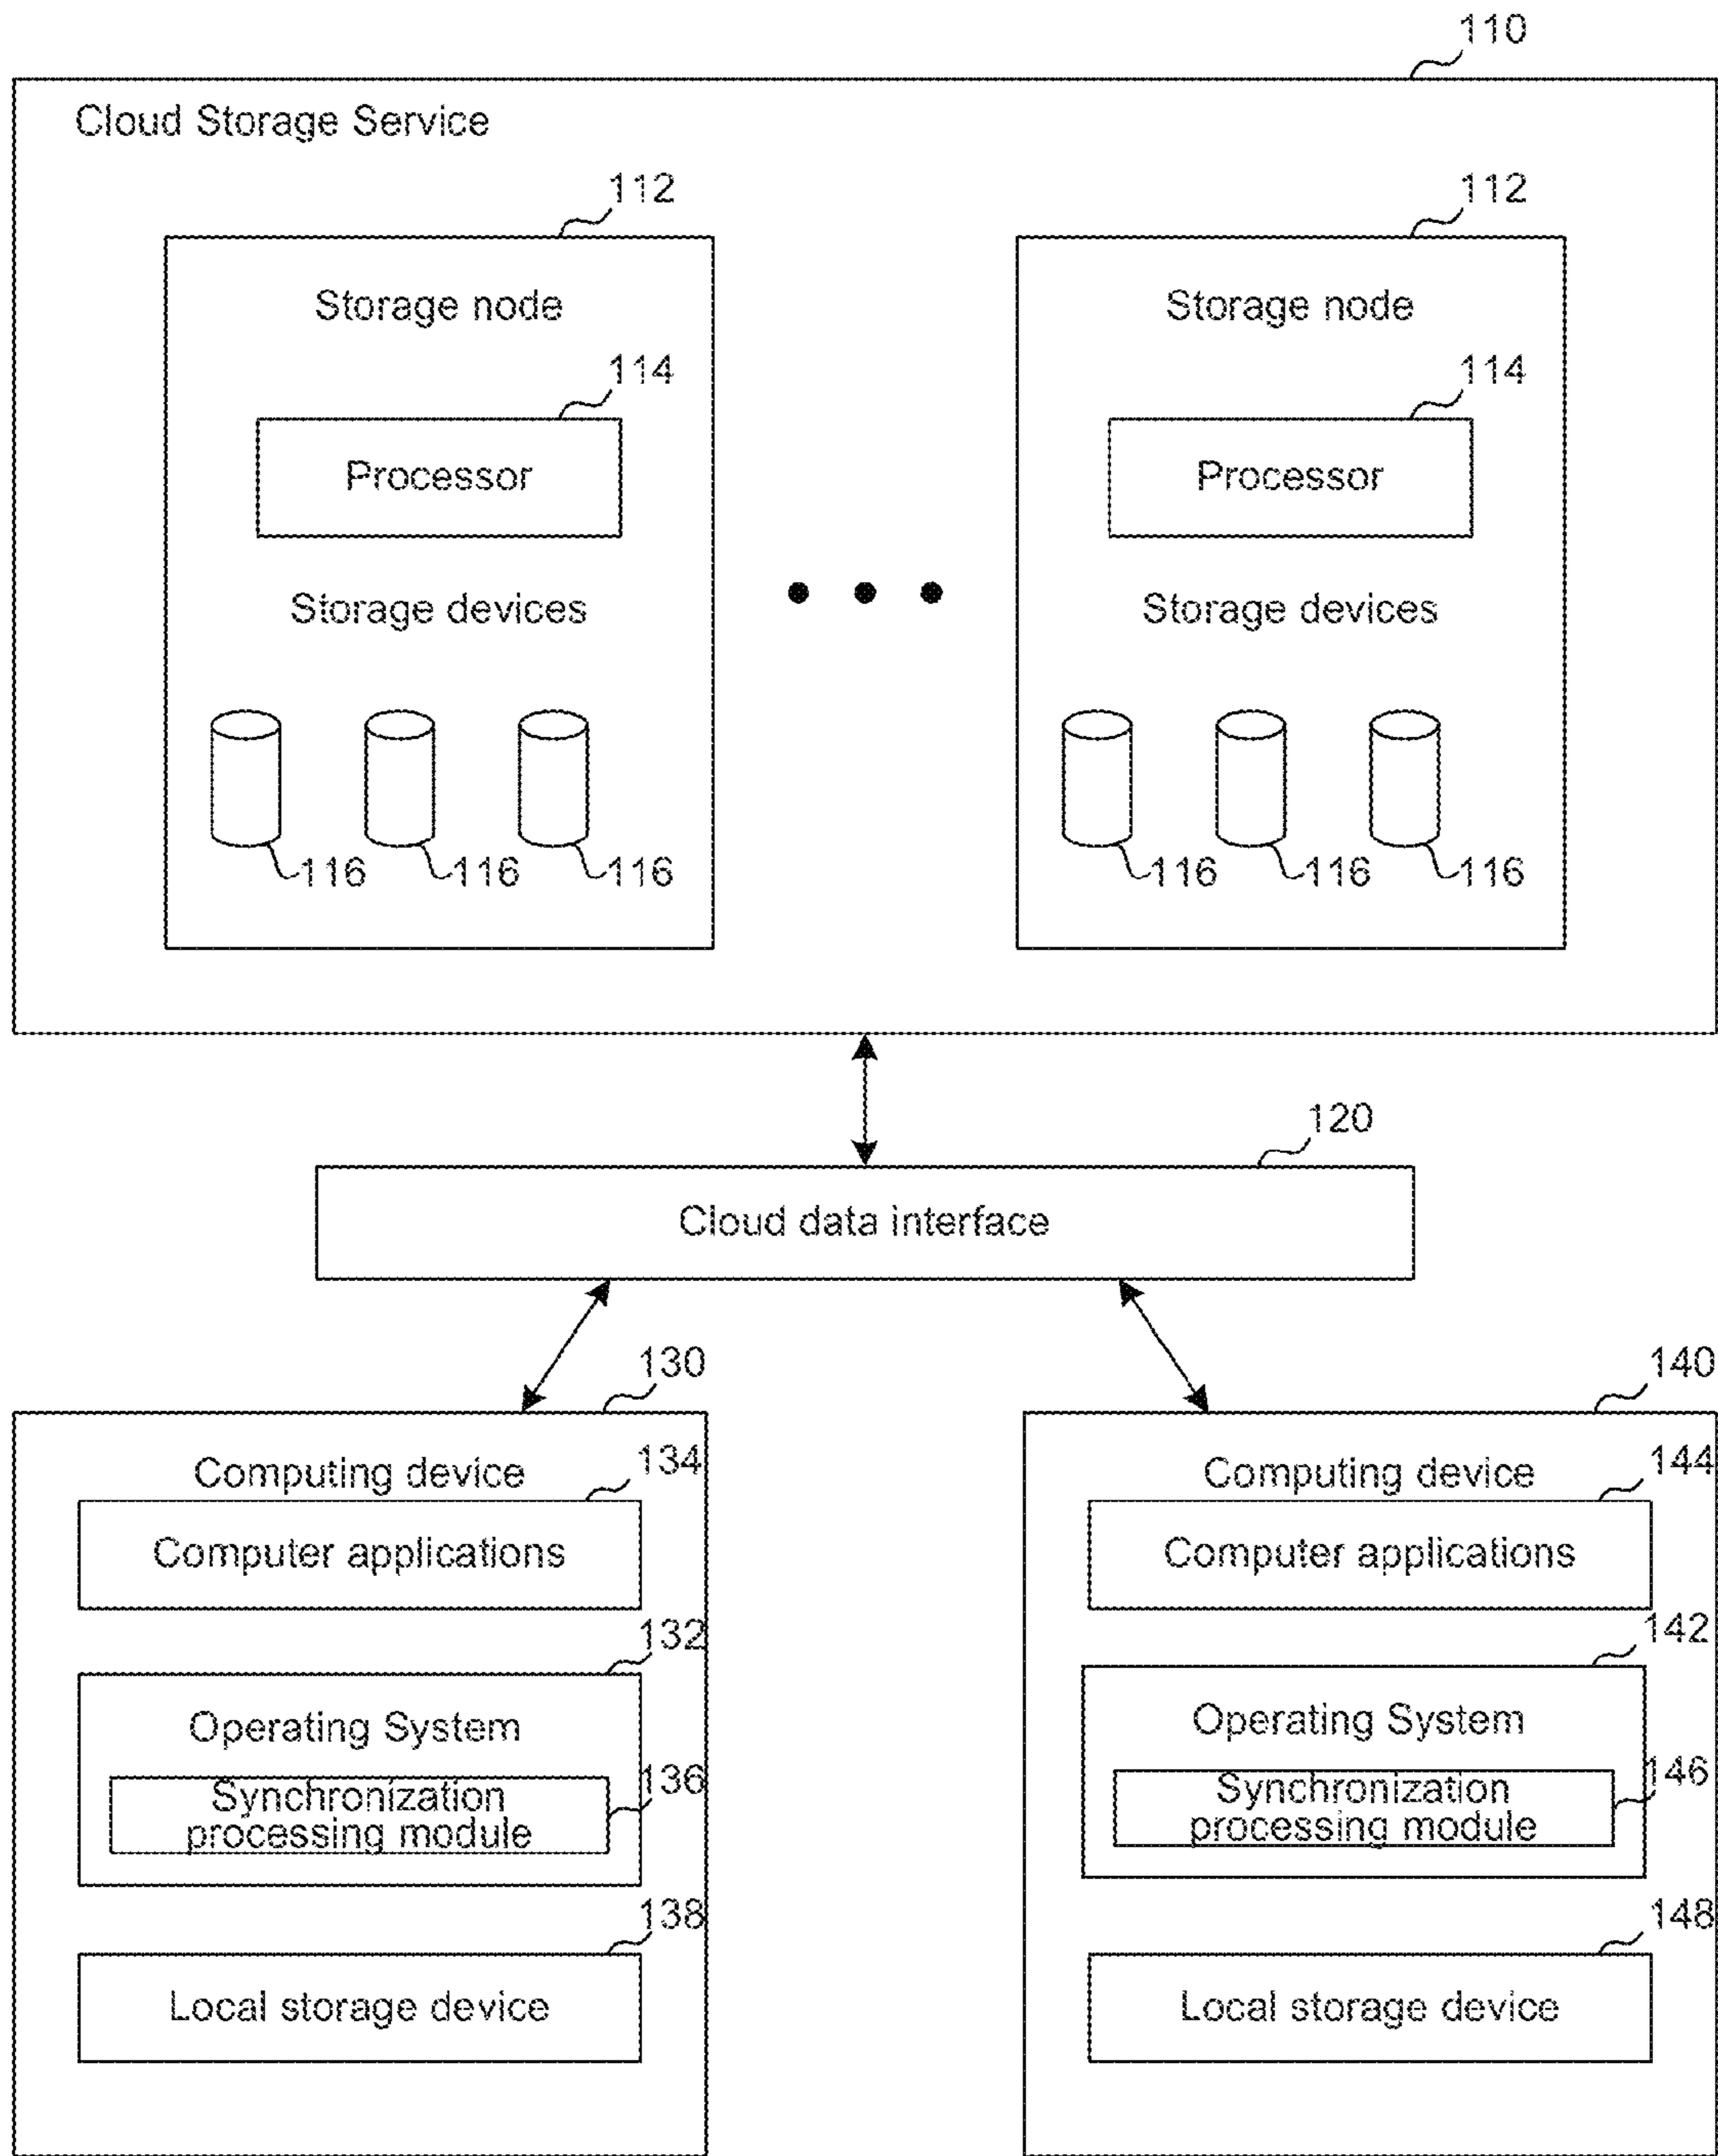 110
Cloud Storage Service
112
112
Storage node
Storage node
114
114
Processor
Processor
Storage devices
Storage devices
116
116
116
116
116
116
120
Cloud data interface
130
140
Computing device
134
Computing device
144
Computer applications
Computer applications
132
142
Operating System
Operating System
Synchronization
processing module
136
Synchronization
processing module
146
138
148
Local storage device
Local storage device